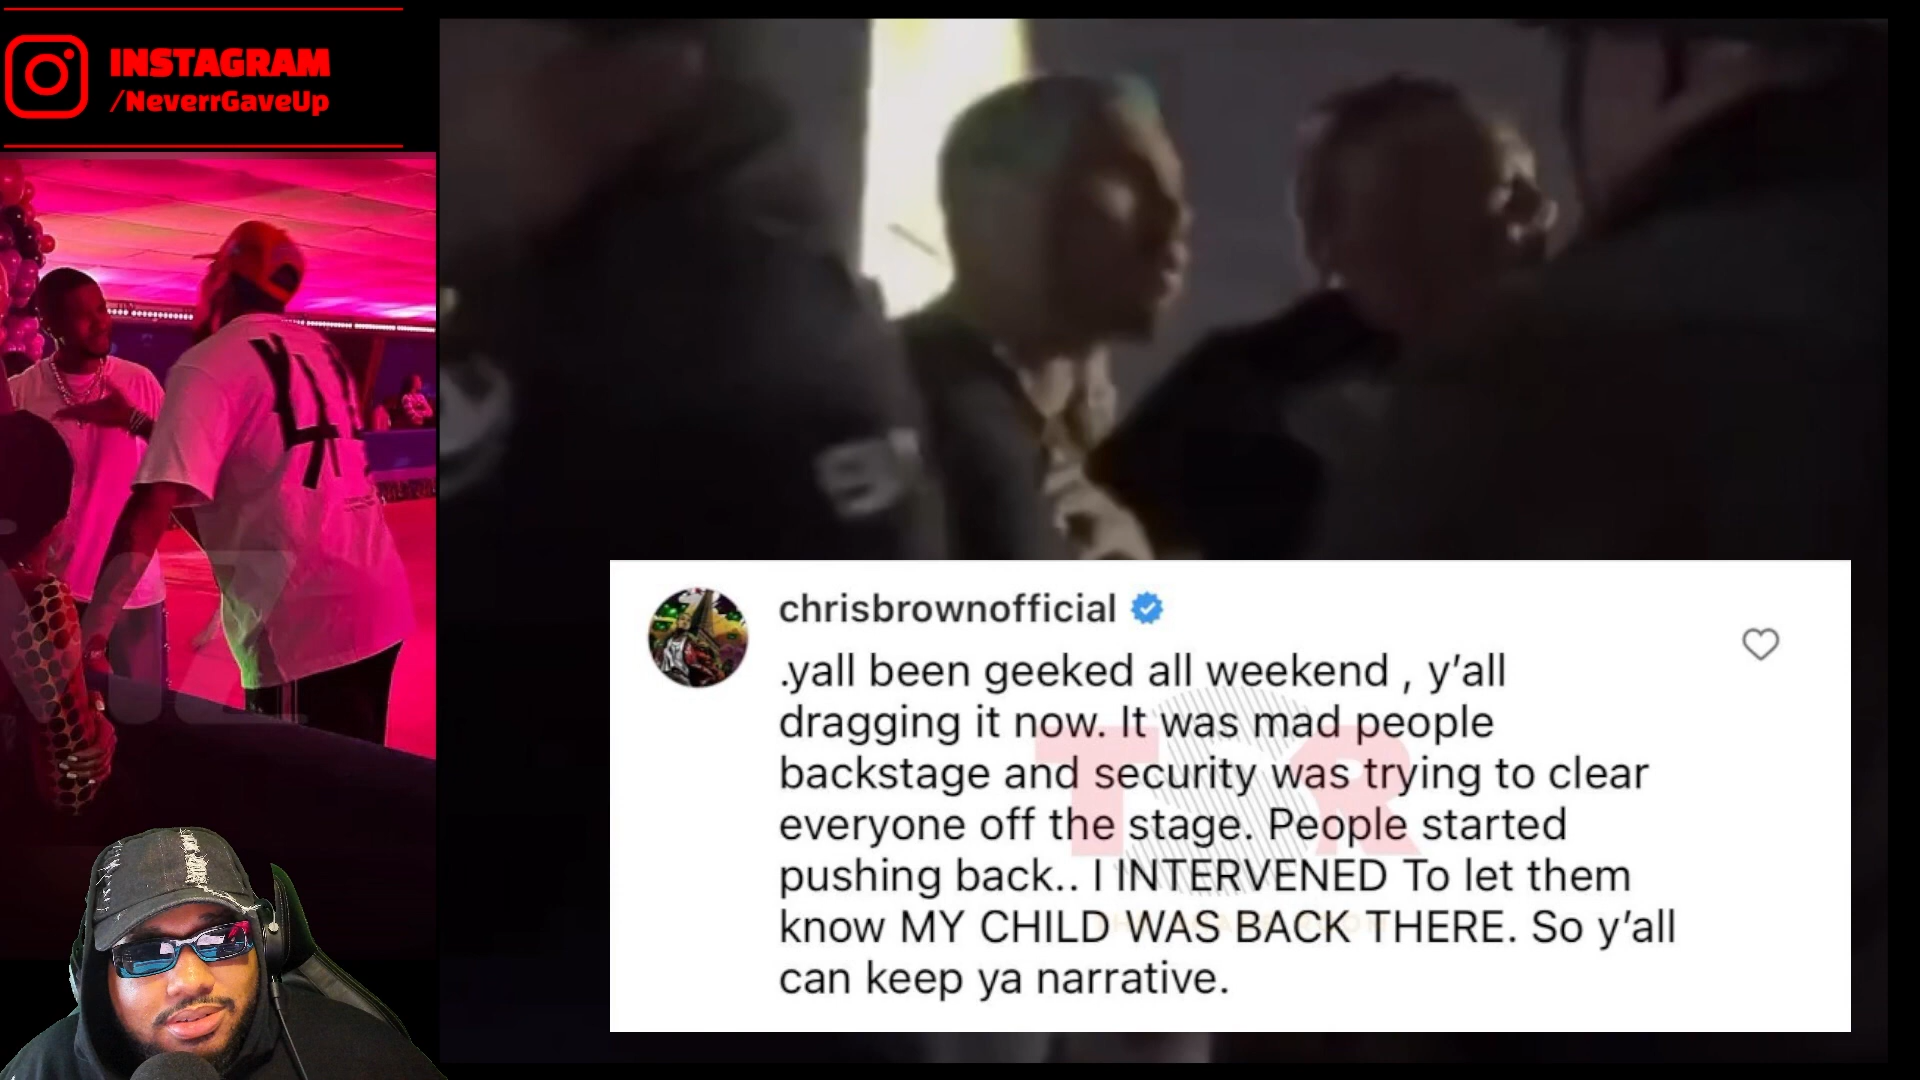 INSTAGRAM
/NeverrGaveUp
chrisbrownofficial
.yall been geeked all weekend , y’all
dragging it now. It was mad people
backstage and security was trying to clear
everyone off the stage. People started
pushing back.. I INTERVENED To let them
know MY CHILD WAS BACK THERE. So y’all
can keep ya narrative.
TSR